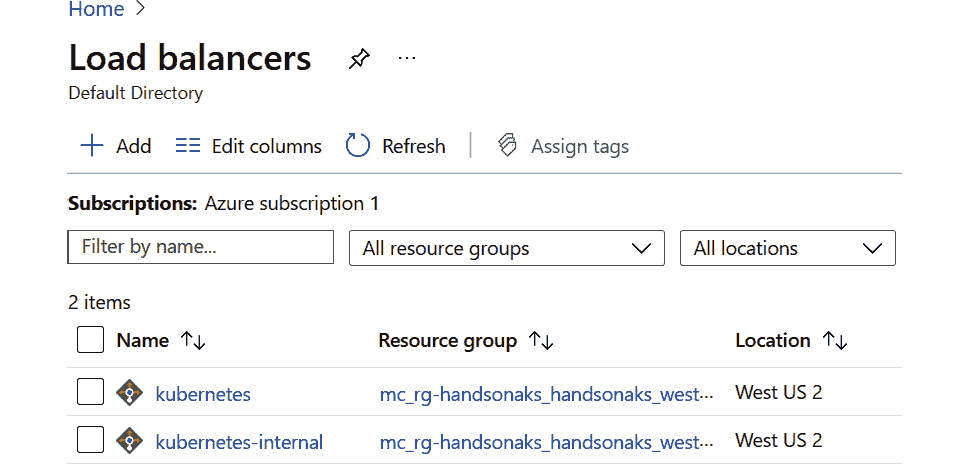 Home >
Load balancers ...
Default Directory
Add Edit columns Refresh | Assign tags
Subscriptions: Azure subscription 1
Filter by name... All resource groups All locations
2 items
Name Resource group Location
kubernetes mc_rg-handsonaks_handsonaks_west... West US 2
kubernetes-internal mc_rg-handsonaks_handsonaks_west... West US 2